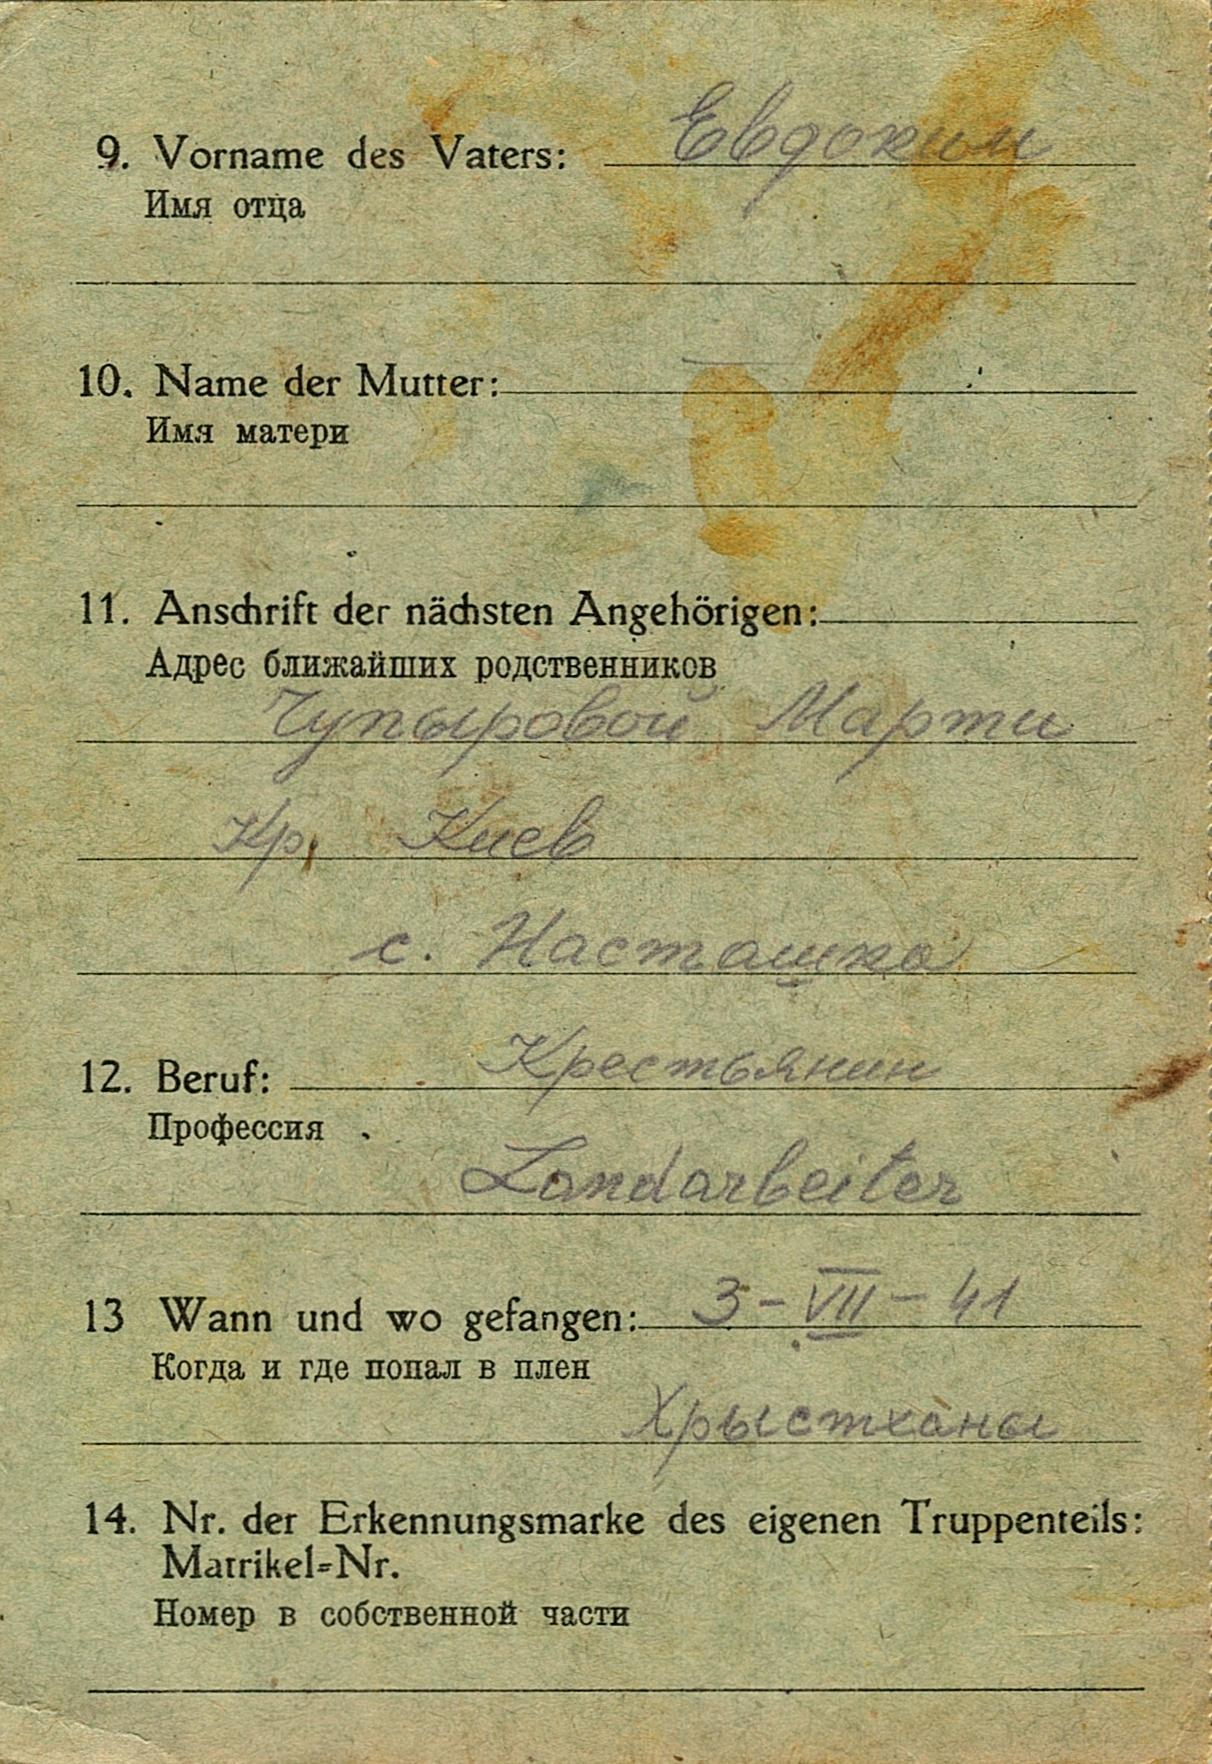 9. Vorname des Vaters: Евдоким
Имя отца
10. Name der Mutter:
Имя матери
11. Anschrift der nächsten Angehörigen:
Адрес ближайших родственников
Чупыровой Марти
Кр, Киев
с. Насташка
12. Beruf: Крестьянин
Профессия
Landarbeiter
13 Wann und wo gefangen: 3-VII-41
Когда и где попал в плен
Хрыстханы
14. Nr. der Erkennungsmarke des eigenen Truppenteils:
Matrikel=Nr.
Номер в собственной части